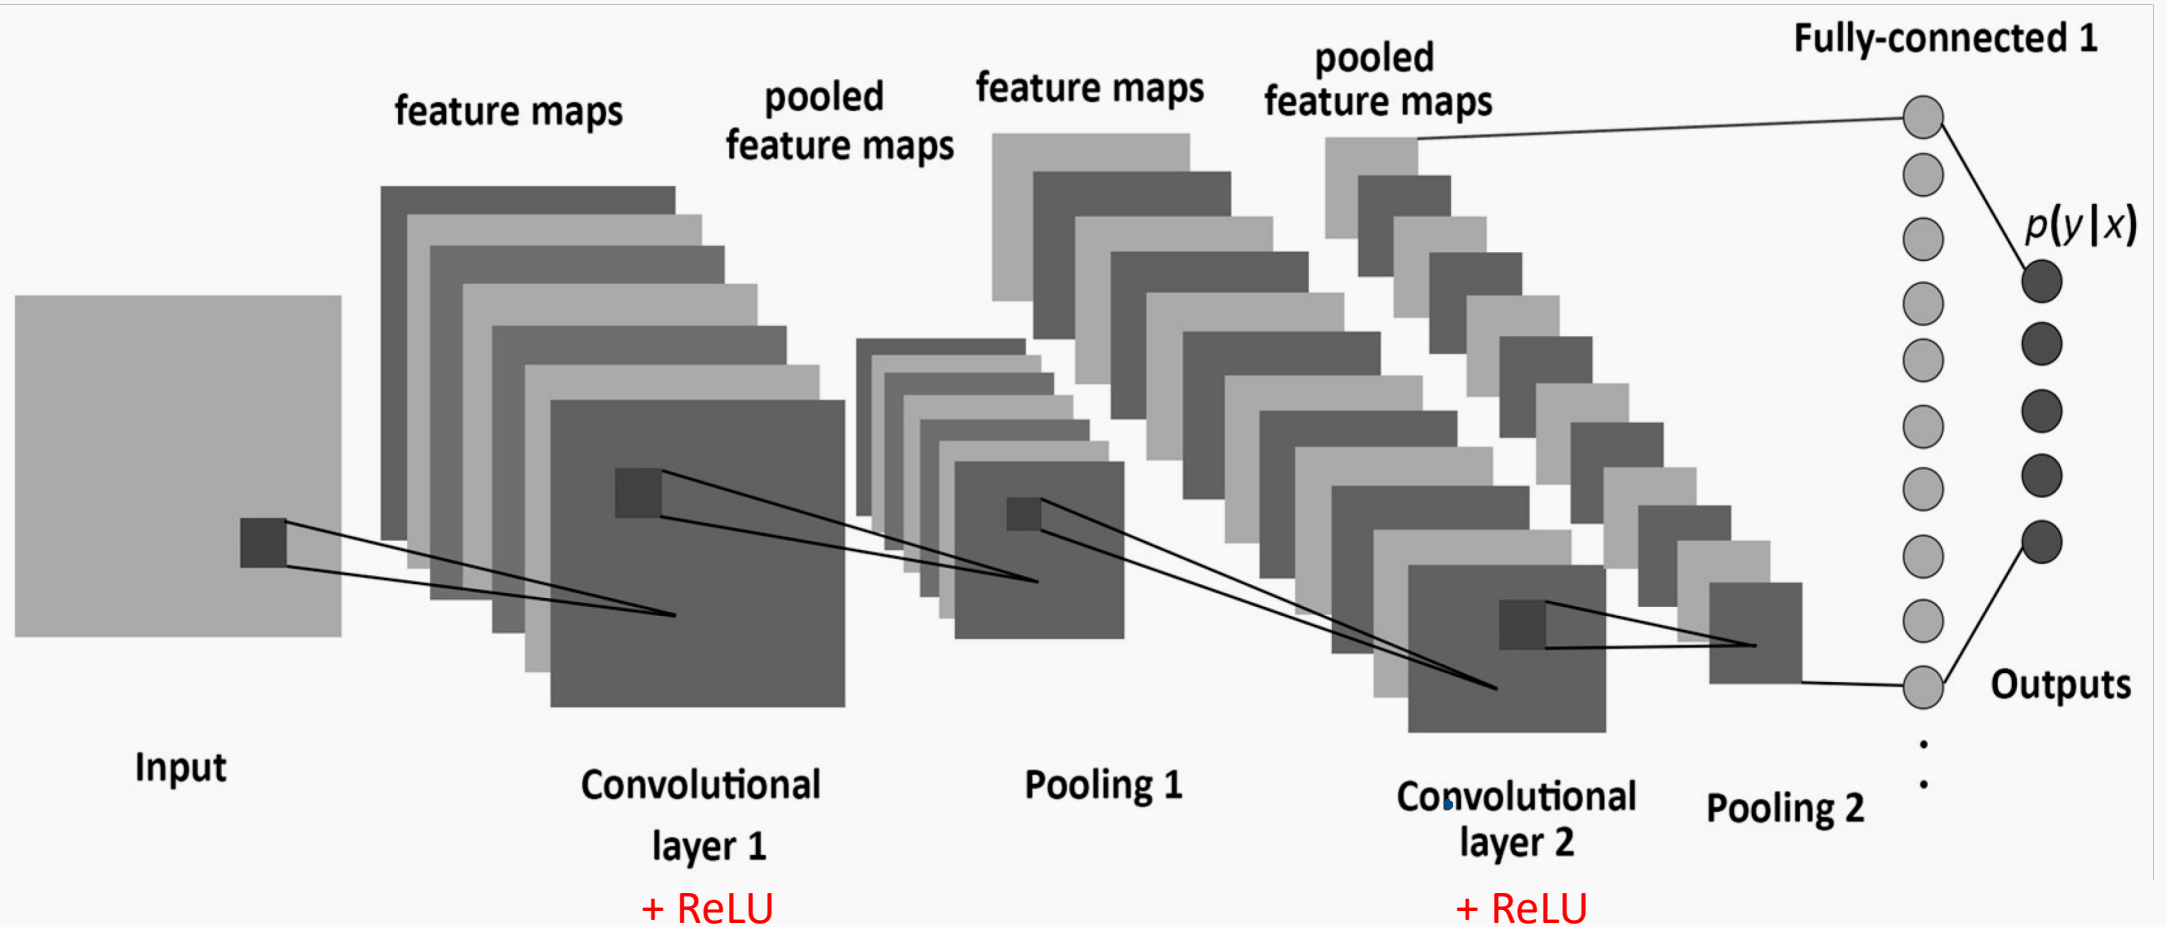 Fully-connected 1
pooled
feature maps
feature maps
pooled
feature maps
feature maps
p(y|x)
Outputs
Input
Convolutional
layer 1
+ ReLU
Pooling 1
Convolutional
layer 2
+ ReLU
Pooling 2